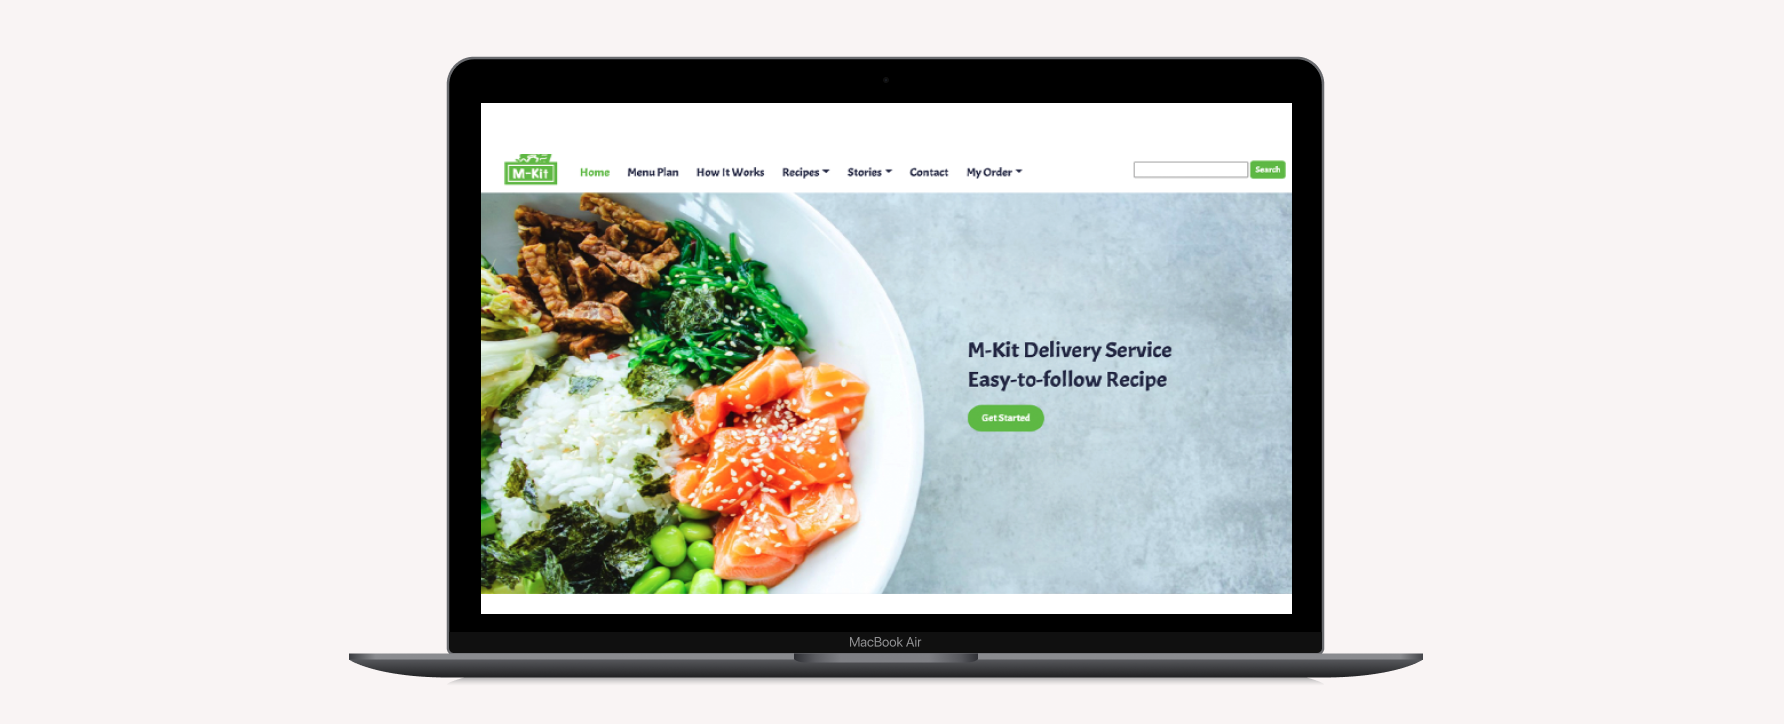 M-Kit
Home Menu Plan How It Works Recipes Stories Contact My Order Search
M-Kit Delivery Service
Easy-to-follow Recipe
Get Started
MacBook Air